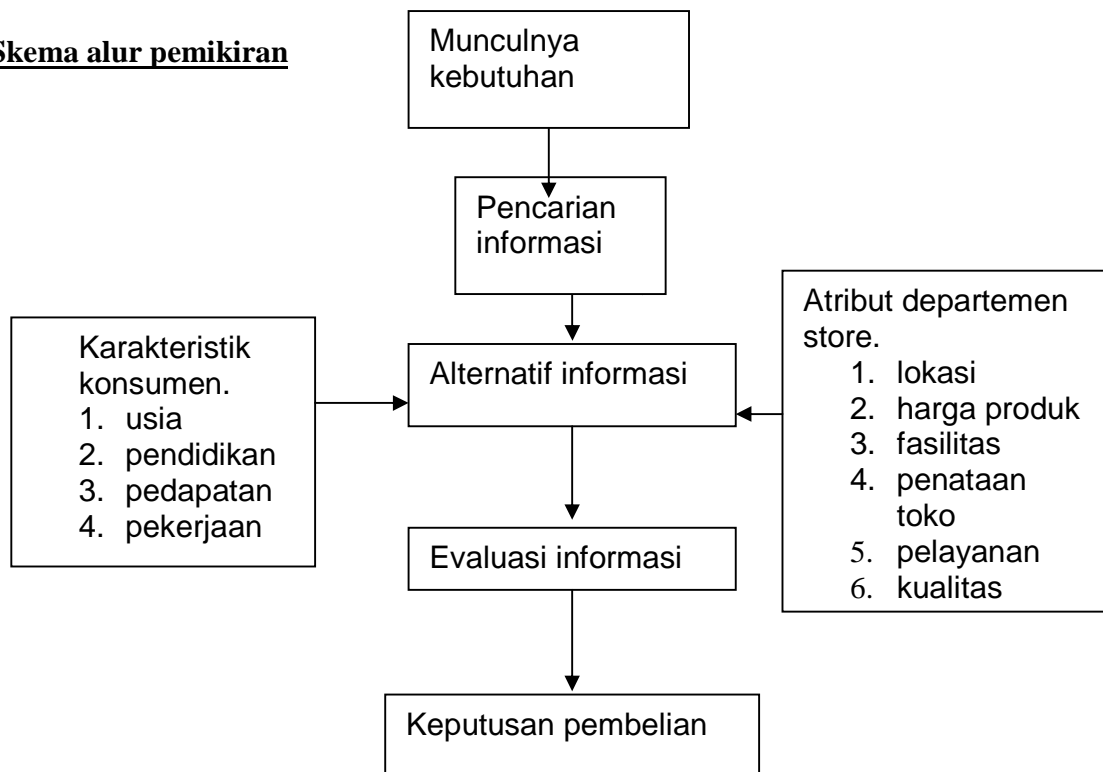 Skema alur pemikiran
Munculnya
kebutuhan
Pencarian
informasi
Karakteristik
konsumen.
1. usia
2. pendidikan
3. pedapatan
4. pekerjaan
Alternatif informasi
Atribut departemen
store.
1. lokasi
2. harga produk
3. fasilitas
4. penataan
toko
5. pelayanan
6. kualitas
Evaluasi informasi
Keputusan pembelian